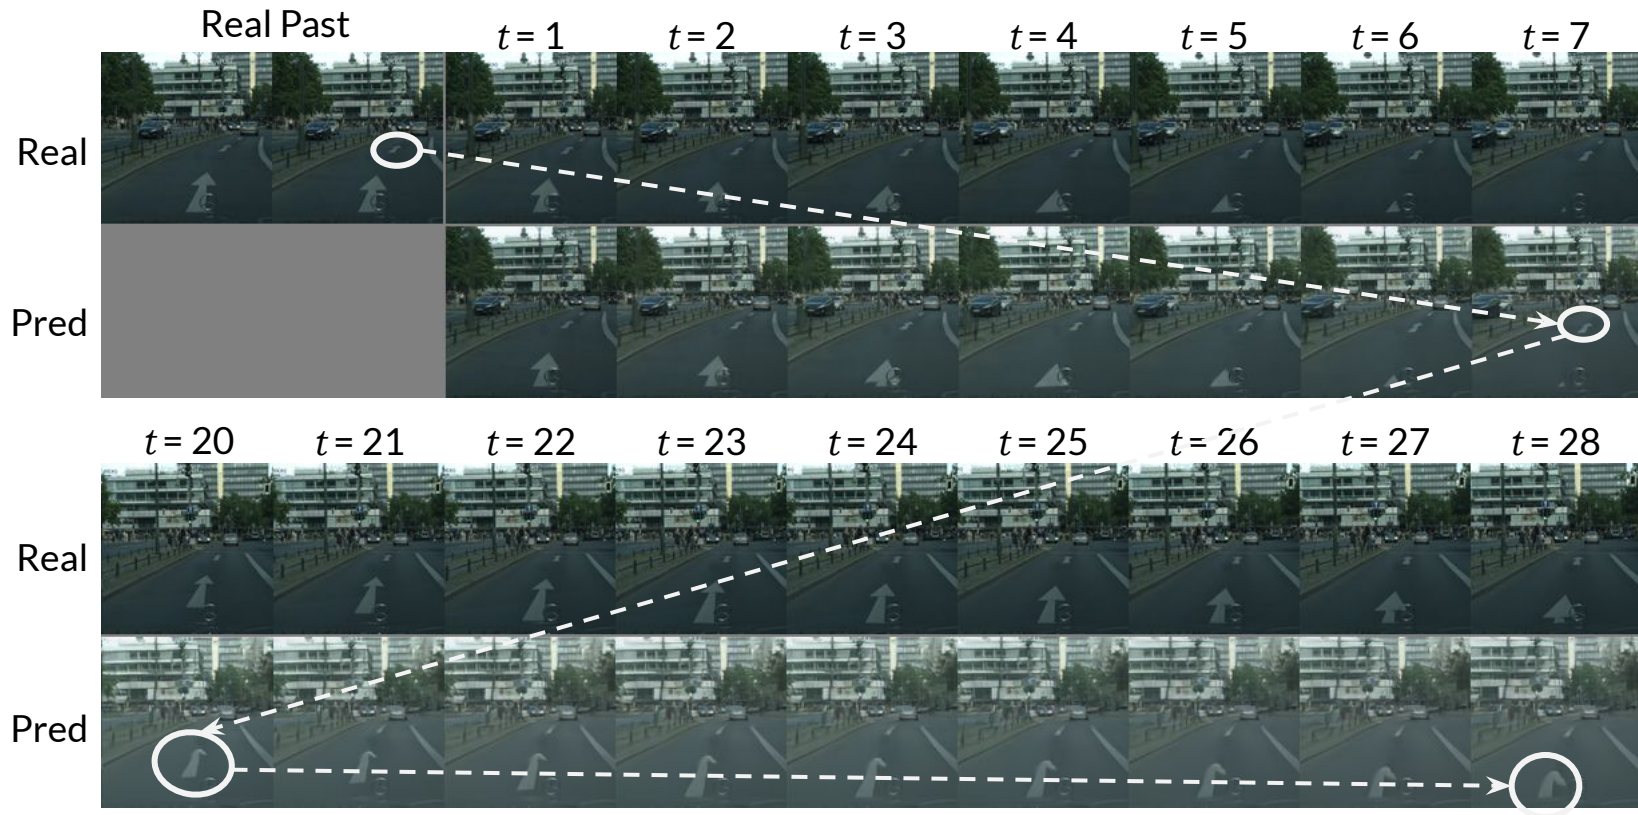 Real Past
t = 1 t = 2 t = 3 t = 4 t = 5 t = 6 t = 7
Real
Pred
t = 20 t = 21 t = 22 t = 23 t = 24 t = 25 t = 26 t = 27 t = 28
Real
Pred